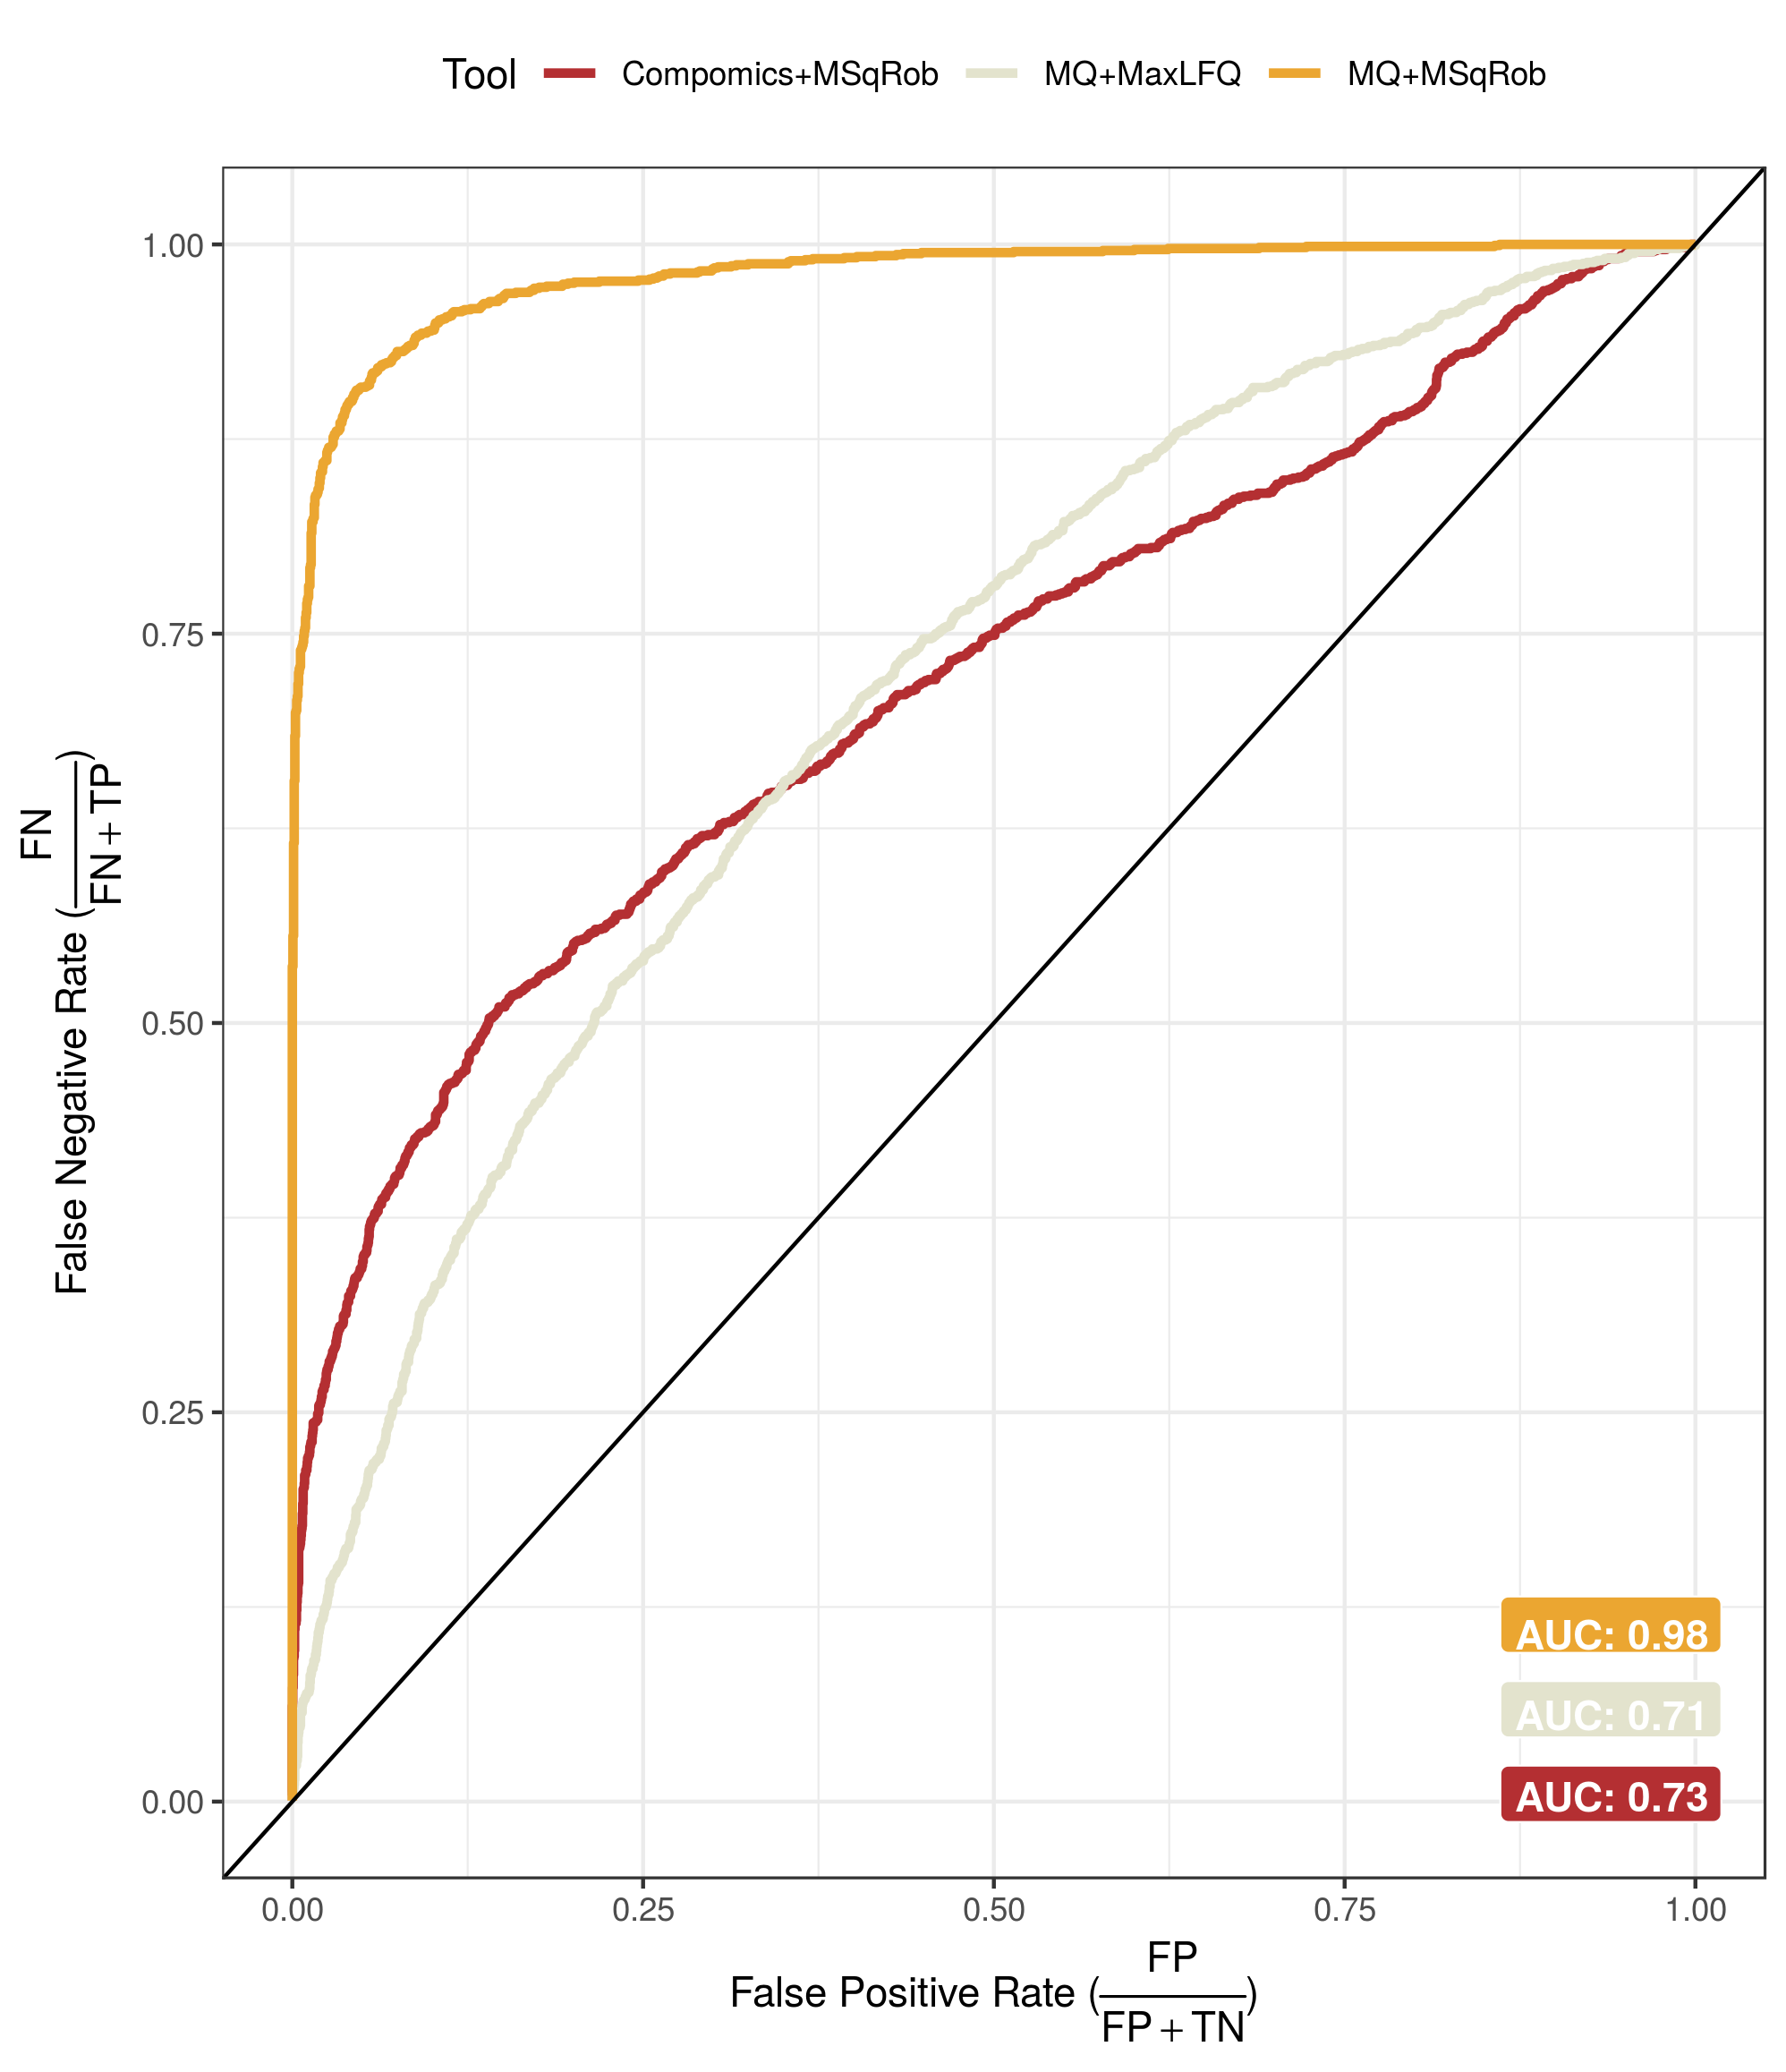 Tool Compomics+MSqRob MQ+MaxLFQ MQ+MSqRob
1.00
0.75
0.50
0.25
0.00
False Negative Rate (FN/FN+TP)
AUC: 0.98
AUC: 0.71
AUC: 0.73
0.00 0.25 0.50 0.75 1.00
False Positive Rate (FP/FP+TN)